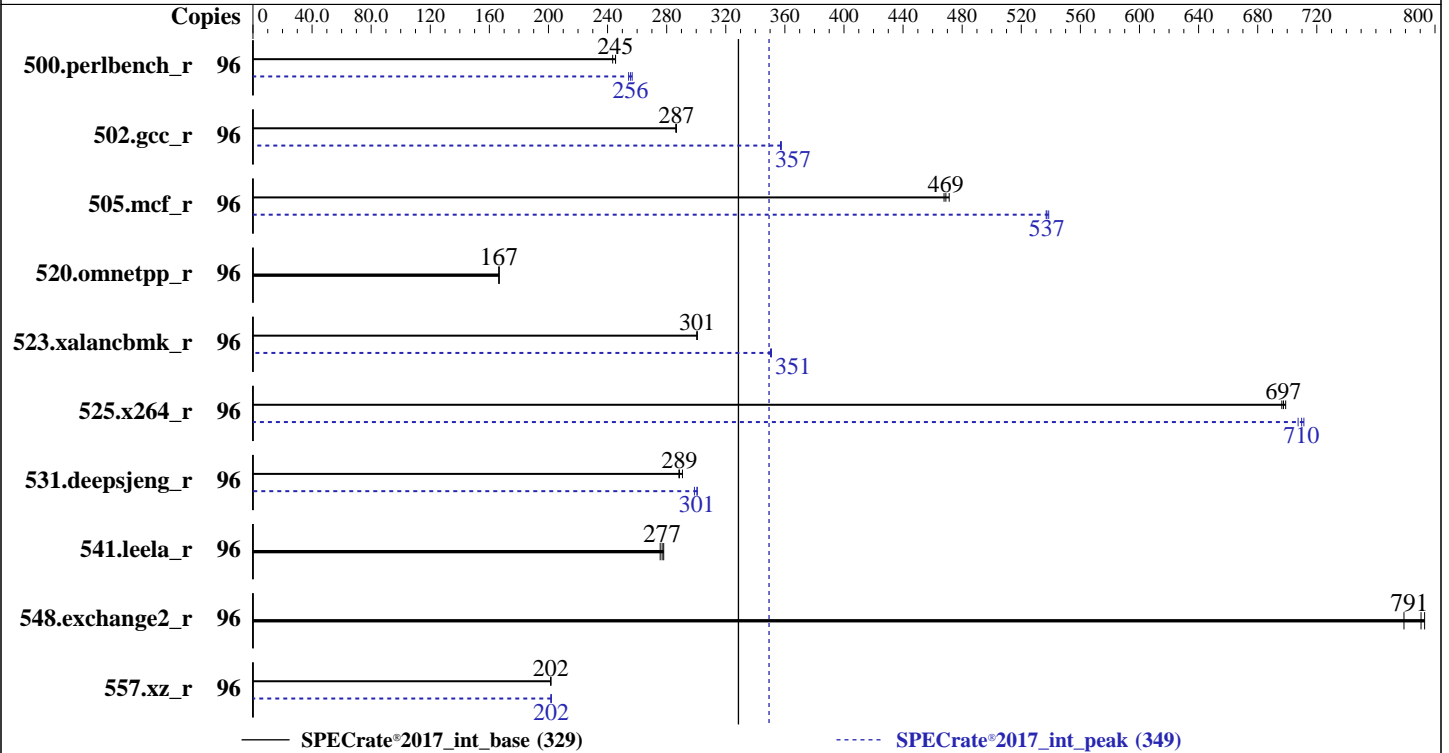 Copies 0 40.0 80.0 120 160 200 240 280 320 360 400 440 480 520 560 600 640 680 720 800
245
500.perlbench_r 96
256
287
502.gcc_r 96
357
469
505.mcf_r 96
537
167
520.omnetpp_r 96
301
523.xalancbmk_r 96
351
697
525.x264_r 96
710
289
531.deepsjeng_r 96
301
277
541.leela_r 96
791
548.exchange2_r 96
202
557.xz_r 96
202
SPECrate®2017_int_base (329) SPECrate®2017_int_peak (349)